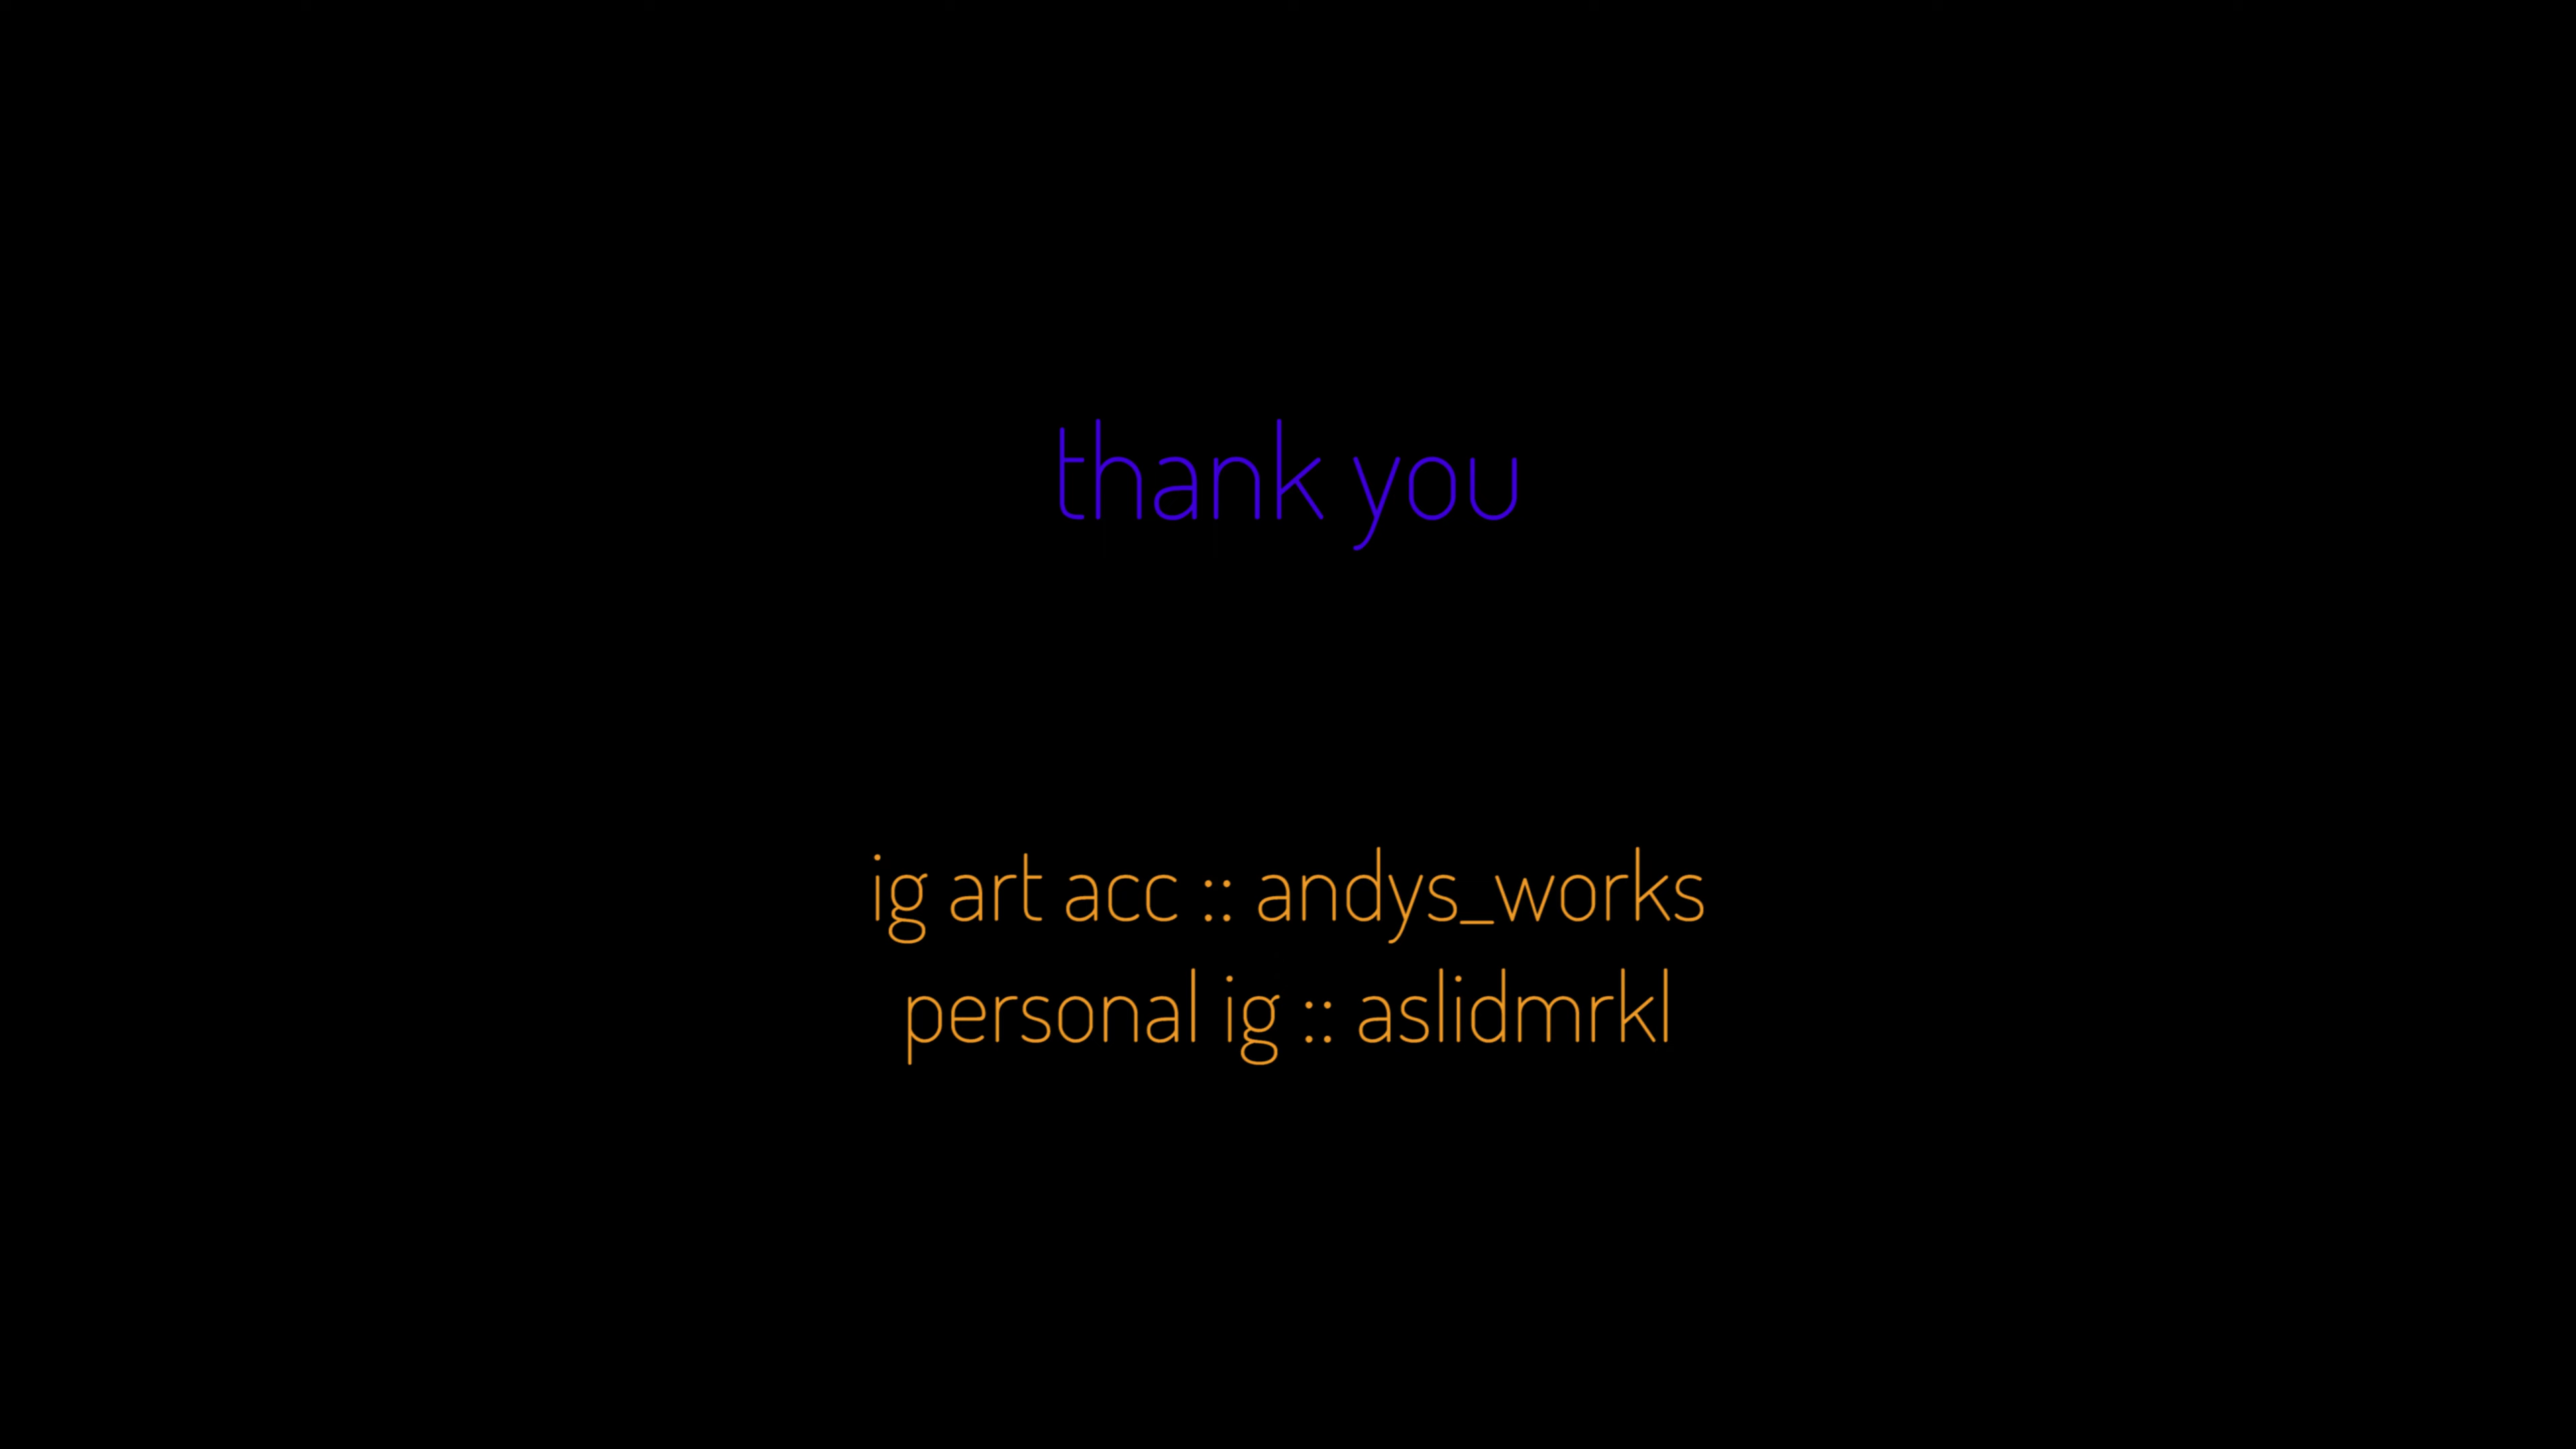 thank you
ig art acc :: andys_works
personal ig :: aslidmrkl